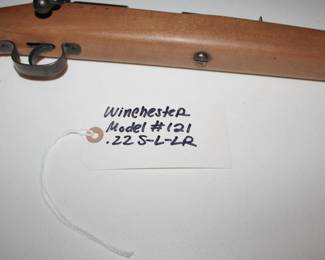 Winchester
Model #121
.22 S-L-LR